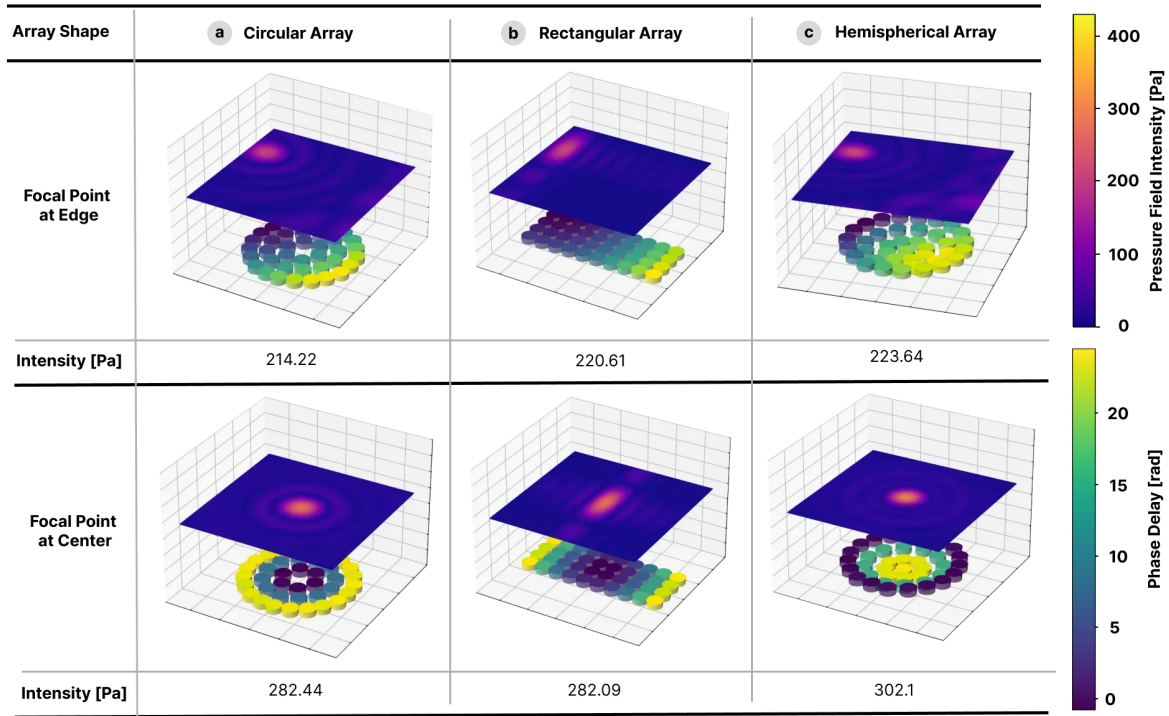 Array Shape
a Circular Array
b Rectangular Array
c Hemispherical Array
Focal Point
at Edge
Intensity [Pa]
214.22
220.61
223.64
Focal Point
at Center
Intensity [Pa]
282.44
282.09
302.1
400
300
200
100
0
Pressure Field Intensity [Pa]
20
15
10
5
0
Phase Delay [rad]